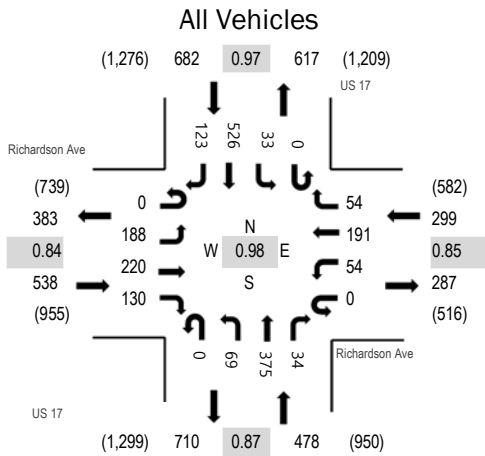 All Vehicles
(1,276) 682 0.97 617 (1,209)
US 17
123 526 33 0
Richardson Ave
(739)
383
0.84
538
(955)
0
188
220
130
N
W 0.98 E
S
54
191
54
0
(582)
299
0.85
287
(516)
0 69 375 34
Richardson Ave
US 17
(1,299) 710 0.87 478 (950)